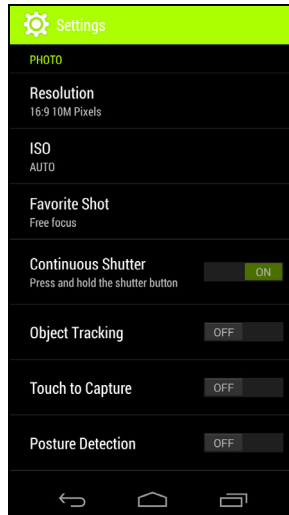 Settings
PHOTO
Resolution
16:9 10M Pixels
ISO
AUTO
Favorite Shot
Free focus
Continuous Shutter
Press and hold the shutter button
ON
Object Tracking
OFF
Touch to Capture
OFF
Posture Detection
OFF